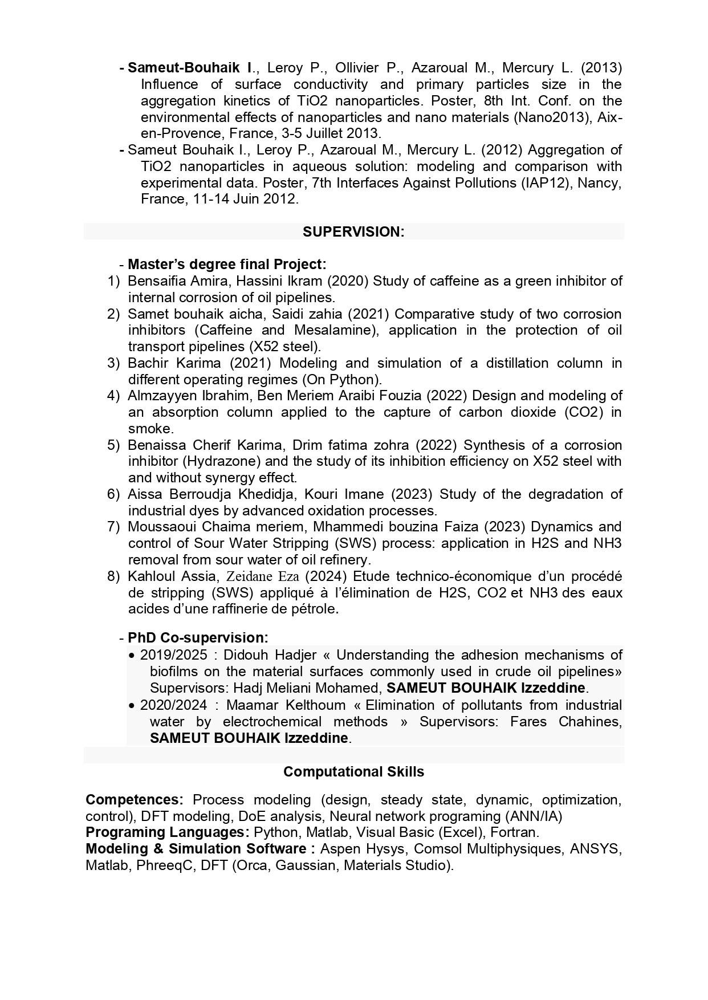 - Sameut-Bouhaik I., Leroy P., Ollivier P., Azaroual M., Mercury L. (2013)
Influence of surface conductivity and primary particles size in the
aggregation kinetics of TiO2 nanoparticles. Poster, 8th Int. Conf. on the
environmental effects of nanoparticles and nano materials (Nano2013), Aix-
en-Provence, France, 3-5 Juillet 2013.
- Sameut Bouhaik I., Leroy P., Azaroual M., Mercury L. (2012) Aggregation of
TiO2 nanoparticles in aqueous solution: modeling and comparison with
experimental data. Poster, 7th Interfaces Against Pollutions (IAP12), Nancy,
France, 11-14 Juin 2012.
SUPERVISION:
- Master’s degree final Project:
1) Bensaifia Amira, Hassini Ikram (2020) Study of caffeine as a green inhibitor of
internal corrosion of oil pipelines.
2) Samet bouhaik aicha, Saidi zahia (2021) Comparative study of two corrosion
inhibitors (Caffeine and Mesalamine), application in the protection of oil
transport pipelines (X52 steel).
3) Bachir Karima (2021) Modeling and simulation of a distillation column in
different operating regimes (On Python).
4) Almzayyen Ibrahim, Ben Meriem Araibi Fouzia (2022) Design and modeling of
an absorption column applied to the capture of carbon dioxide (CO2) in
smoke.
5) Benaissa Cherif Karima, Drim fatima zohra (2022) Synthesis of a corrosion
inhibitor (Hydrazone) and the study of its inhibition efficiency on X52 steel with
and without synergy effect.
6) Aissa Berroudja Khedidja, Kouri Imane (2023) Study of the degradation of
industrial dyes by advanced oxidation processes.
7) Moussaoui Chaima meriem, Mhammedi bouzina Faiza (2023) Dynamics and
control of Sour Water Stripping (SWS) process: application in H2S and NH3
removal from sour water of oil refinery.
8) Kahloul Assia, Zeidane Eza (2024) Etude technico-économique d’un procédé
de stripping (SWS) appliqué à l’élimination de H2S, CO2 et NH3 des eaux
acides d’une raffinerie de pétrole.
- PhD Co-supervision:
• 2019/2025 : Didouh Hadjer « Understanding the adhesion mechanisms of
biofilms on the material surfaces commonly used in crude oil pipelines»
Supervisors: Hadj Meliani Mohamed, SAMEUT BOUHAIK Izzeddine.
• 2020/2024 : Maamar Kelthoum « Elimination of pollutants from industrial
water by electrochemical methods » Supervisors: Fares Chahines,
SAMEUT BOUHAIK Izzeddine.
Computational Skills
Competences: Process modeling (design, steady state, dynamic, optimization,
control), DFT modeling, DoE analysis, Neural network programing (ANN/IA)
Programing Languages: Python, Matlab, Visual Basic (Excel), Fortran.
Modeling & Simulation Software : Aspen Hysys, Comsol Multiphysiques, ANSYS,
Matlab, PhreeqC, DFT (Orca, Gaussian, Materials Studio).